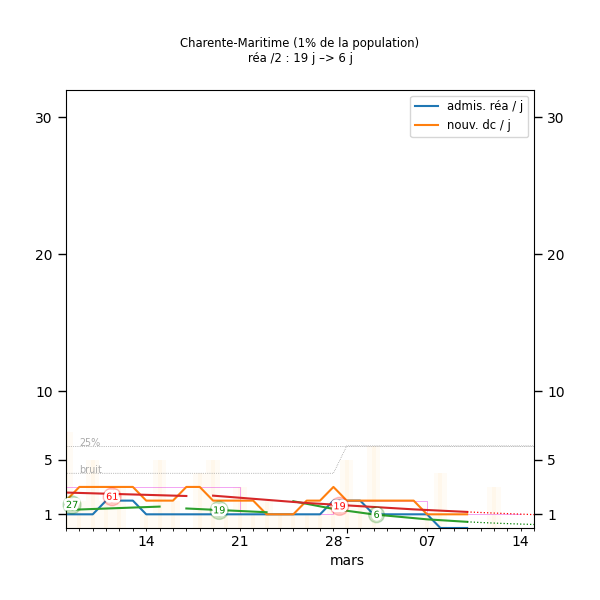 Charente-Maritime (1% de la population)
réa /2 : 19 j –> 6 j
admis. réa / j
nouv. dc / j
30 30
20 20
10 10
25%
5 5
bruit
27 61 19 19 6
1 1
14 21 28 07 14
mars